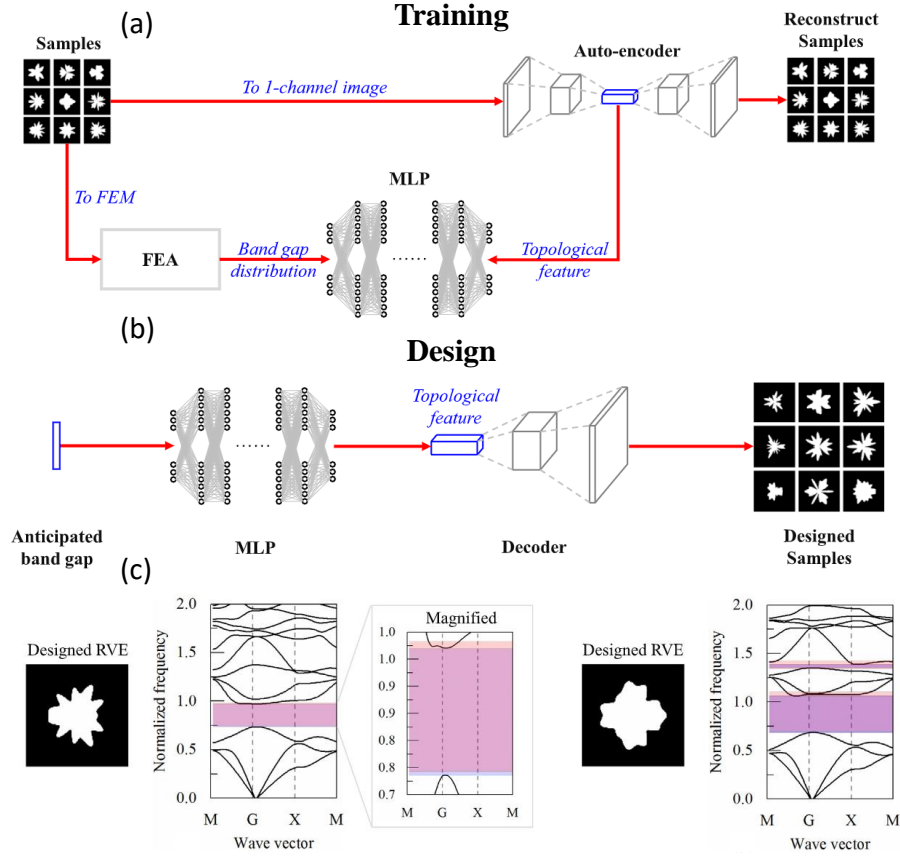 (a)
Training
Samples
Auto-encoder
Reconstruct
Samples
To 1-channel image
To FEM
MLP
FEA
Band gap
distribution
......
Topological
feature
(b)
Design
Topological
feature
......
Anticipated
band gap
MLP
Decoder
Designed
Samples
(c)
Designed RVE
Normalized frequency
2.0
1.5
1.0
0.5
0.0
M G X M
Wave vector
Magnified
1.0
1.0
0.9
0.9
0.8
0.8
0.7
M G X M
Designed RVE
Normalized frequency
2.0
1.5
1.0
0.5
0.0
M G X M
Wave vector